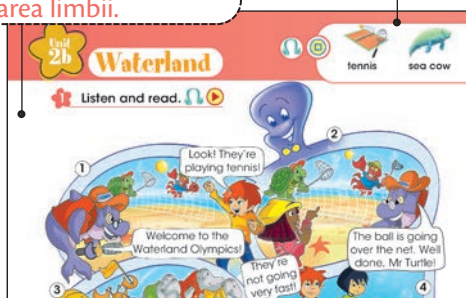 area limbii.
Unit
2b
Waterland
tennis
sea cow
1 Listen and read.
1
Look! They're
playing tennis!
2
Welcome to the
Waterland Olympics!
The ball is going
over the net. Well
done, Mr Turtle!
3
They're
not going
very fast!
4